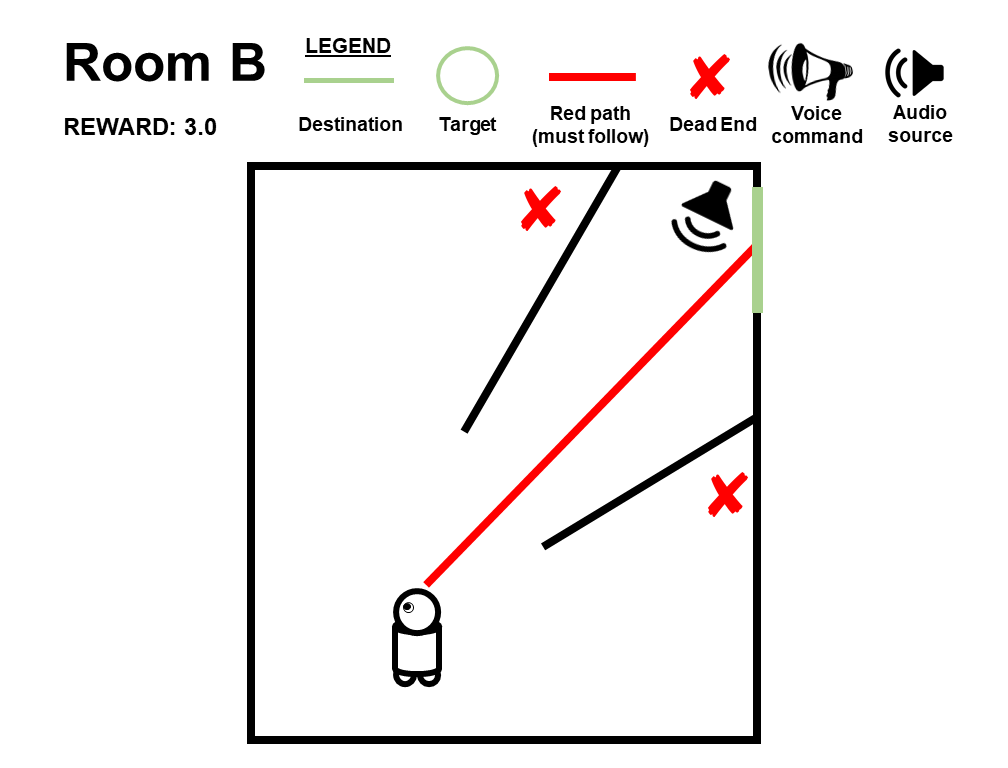 Room B
REWARD: 3.0
LEGEND
Destination
Target
Red path
(must follow)
Dead End
Voice
command
Audio
source